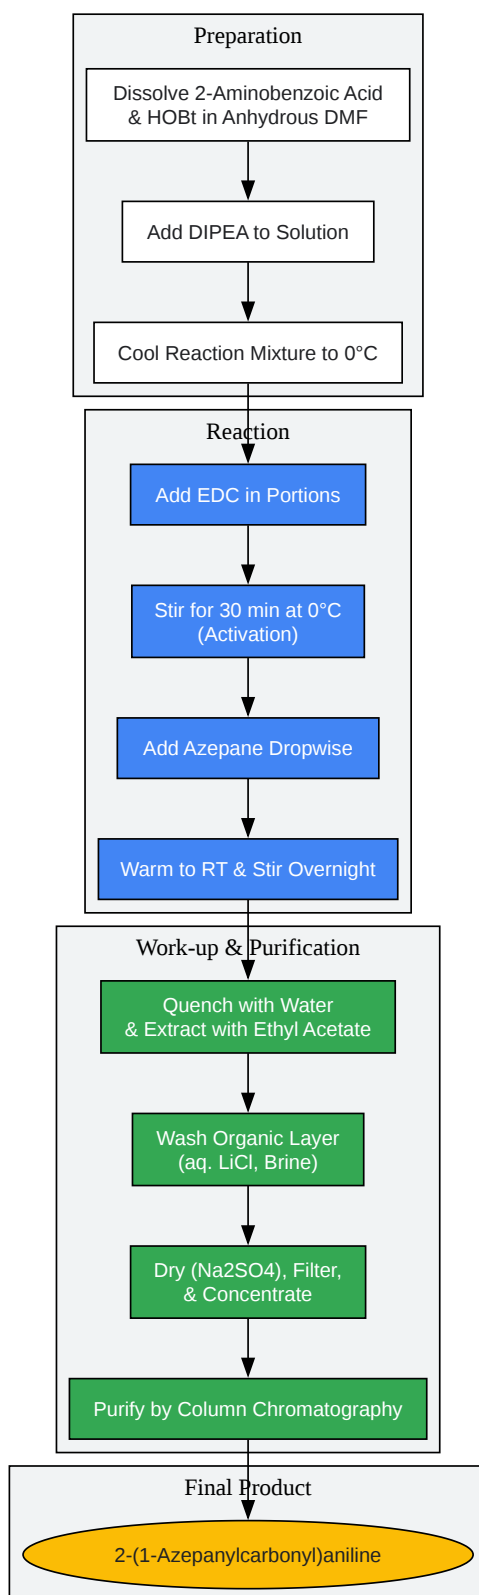 Preparation
Dissolve 2-Aminobenzoic Acid
& HOBt in Anhydrous DMF
Add DIPEA to Solution
Cool Reaction Mixture to 0°C
Reaction
Add EDC in Portions
Stir for 30 min at 0°C
(Activation)
Add Azepane Dropwise
Warm to RT & Stir Overnight
Work-up & Purification
Quench with Water
& Extract with Ethyl Acetate
Wash Organic Layer
(aq. LiCl, Brine)
Dry (Na2SO4), Filter,
& Concentrate
Purify by Column Chromatography
Final Product
2-(1-Azepanylcarbonyl)aniline